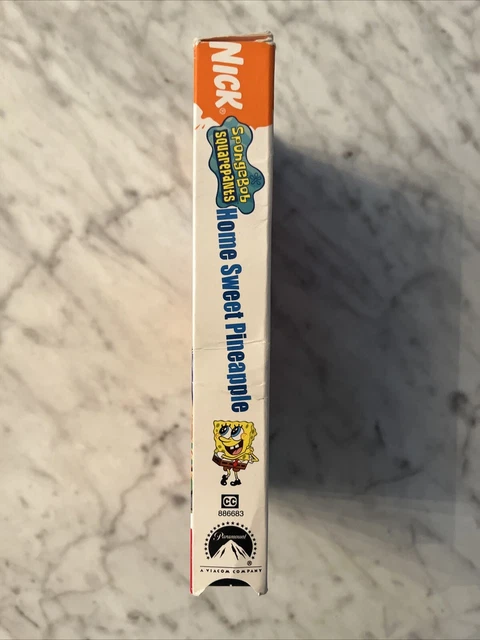 NICK®
SpongeBob
SquarePants
Home Sweet Pineapple
CC
886683
Paramount
®
A VIACOM COMPANY